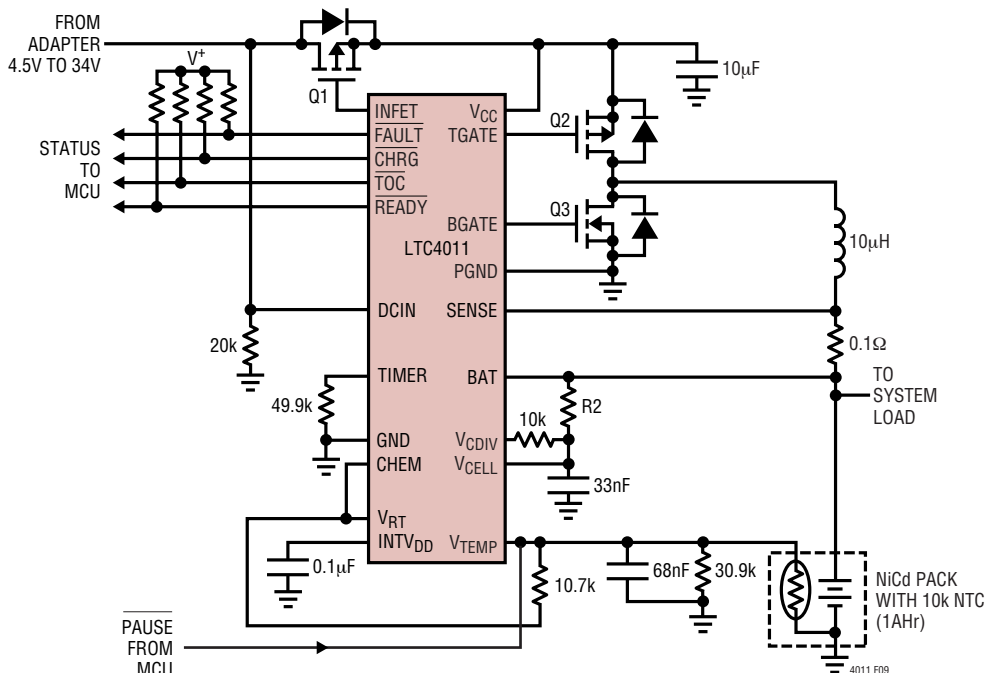 FROM
ADAPTER
4.5V TO 34V
V+
Q1
10µF
INFET
FAULT
CHRG
TOC
READY
STATUS
TO
MCU
VCC
TGATE
Q2
BGATE
Q3
LTC4011
PGND
10µH
DCIN
SENSE
20k
0.1Ω
TIMER
BAT
TO
SYSTEM
LOAD
49.9k
R2
10k
GND
VCDIV
CHEM
VCELL
33nF
VRT
INTVDD
VTEMP
0.1µF
10.7k
68nF
30.9k
NiCd PACK
WITH 10k NTC
(1AHr)
PAUSE
FROM
MCU
4011 F09